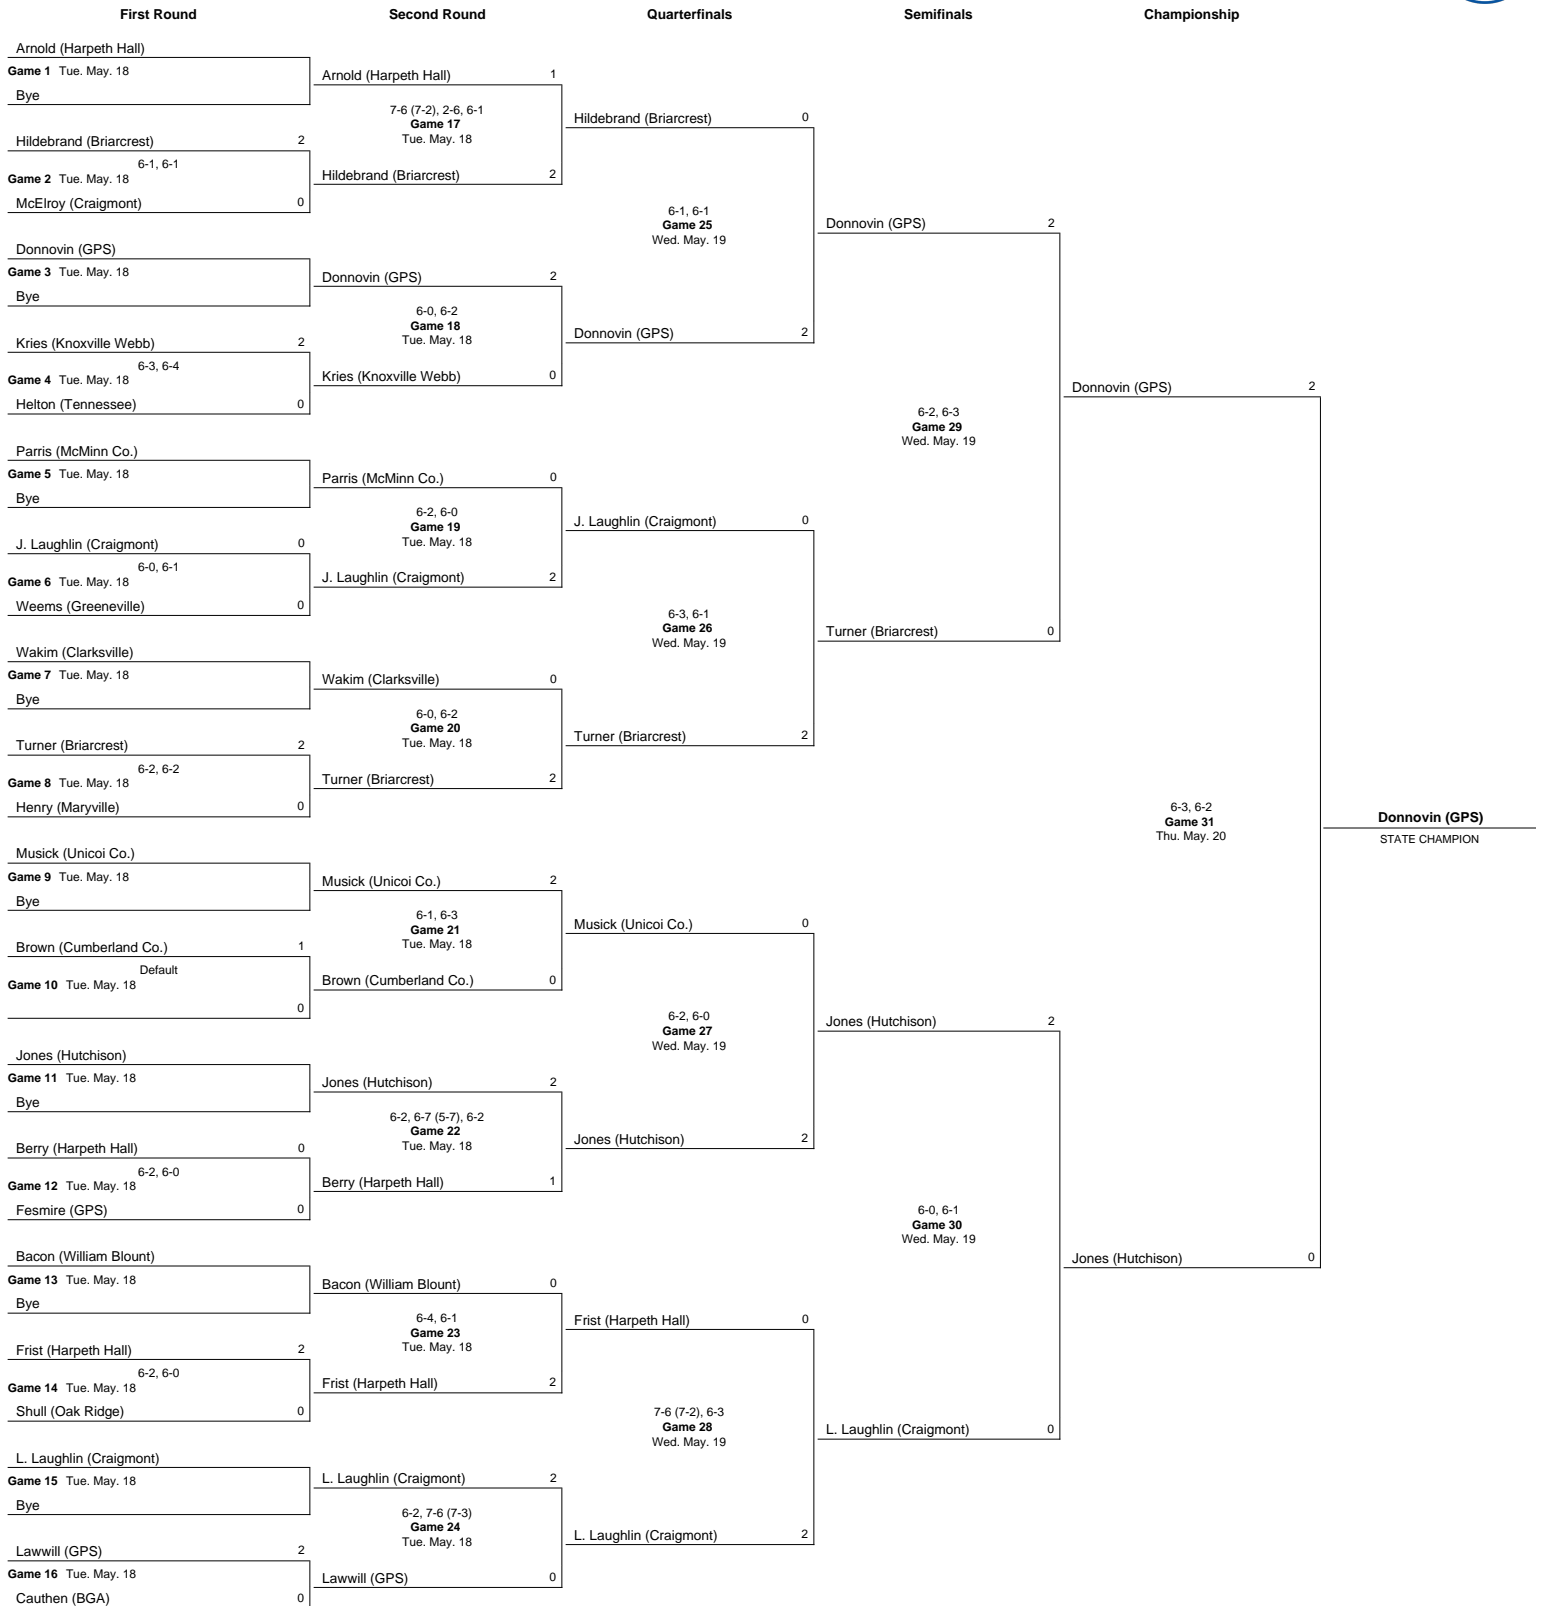 First Round
Second Round
Quarterfinals
Semifinals
Championship
Arnold (Harpeth Hall)
Game 1 Tue. May. 18
Bye
Hildebrand (Briarcrest) 2
6-1, 6-1
Game 2 Tue. May. 18
McElroy (Craigmont) 0
Donnovin (GPS)
Game 3 Tue. May. 18
Bye
Kries (Knoxville Webb) 2
6-3, 6-4
Game 4 Tue. May. 18
Helton (Tennessee) 0
Parris (McMinn Co.)
Game 5 Tue. May. 18
Bye
J. Laughlin (Craigmont) 0
6-0, 6-1
Game 6 Tue. May. 18
Weems (Greeneville) 0
Wakim (Clarksville)
Game 7 Tue. May. 18
Bye
Turner (Briarcrest) 2
6-2, 6-2
Game 8 Tue. May. 18
Henry (Maryville) 0
Musick (Unicoi Co.)
Game 9 Tue. May. 18
Bye
Brown (Cumberland Co.) 1
Default
Game 10 Tue. May. 18
0
Jones (Hutchison)
Game 11 Tue. May. 18
Bye
Berry (Harpeth Hall) 0
6-2, 6-0
Game 12 Tue. May. 18
Fesmire (GPS) 0
Bacon (William Blount)
Game 13 Tue. May. 18
Bye
Frist (Harpeth Hall) 2
6-2, 6-0
Game 14 Tue. May. 18
Shull (Oak Ridge) 0
L. Laughlin (Craigmont)
Game 15 Tue. May. 18
Bye
Lawwill (GPS) 2
Game 16 Tue. May. 18
Cauthen (BGA) 0
Arnold (Harpeth Hall) 1
7-6 (7-2), 2-6, 6-1
Game 17
Tue. May. 18
Hildebrand (Briarcrest) 2
Donnovin (GPS) 2
6-0, 6-2
Game 18
Tue. May. 18
Kries (Knoxville Webb) 0
Parris (McMinn Co.) 0
6-2, 6-0
Game 19
Tue. May. 18
J. Laughlin (Craigmont) 2
Wakim (Clarksville) 0
6-0, 6-2
Game 20
Tue. May. 18
Turner (Briarcrest) 2
Musick (Unicoi Co.) 2
6-1, 6-3
Game 21
Tue. May. 18
Brown (Cumberland Co.) 0
Jones (Hutchison) 2
6-2, 6-7 (5-7), 6-2
Game 22
Tue. May. 18
Berry (Harpeth Hall) 1
Bacon (William Blount) 0
6-4, 6-1
Game 23
Tue. May. 18
Frist (Harpeth Hall) 2
L. Laughlin (Craigmont) 2
6-2, 7-6 (7-3)
Game 24
Tue. May. 18
Lawwill (GPS) 0
Hildebrand (Briarcrest) 0
6-1, 6-1
Game 25
Wed. May. 19
Donnovin (GPS) 2
J. Laughlin (Craigmont) 0
6-3, 6-1
Game 26
Wed. May. 19
Turner (Briarcrest) 2
Musick (Unicoi Co.) 0
6-2, 6-0
Game 27
Wed. May. 19
Jones (Hutchison) 2
Frist (Harpeth Hall) 0
7-6 (7-2), 6-3
Game 28
Wed. May. 19
L. Laughlin (Craigmont) 2
Donnovin (GPS) 2
6-2, 6-3
Game 29
Wed. May. 19
Turner (Briarcrest) 0
Jones (Hutchison) 2
6-0, 6-1
Game 30
Wed. May. 19
L. Laughlin (Craigmont) 0
Donnovin (GPS) 2
6-3, 6-2
Game 31
Thu. May. 20
Jones (Hutchison) 0
Donnovin (GPS)
STATE CHAMPION